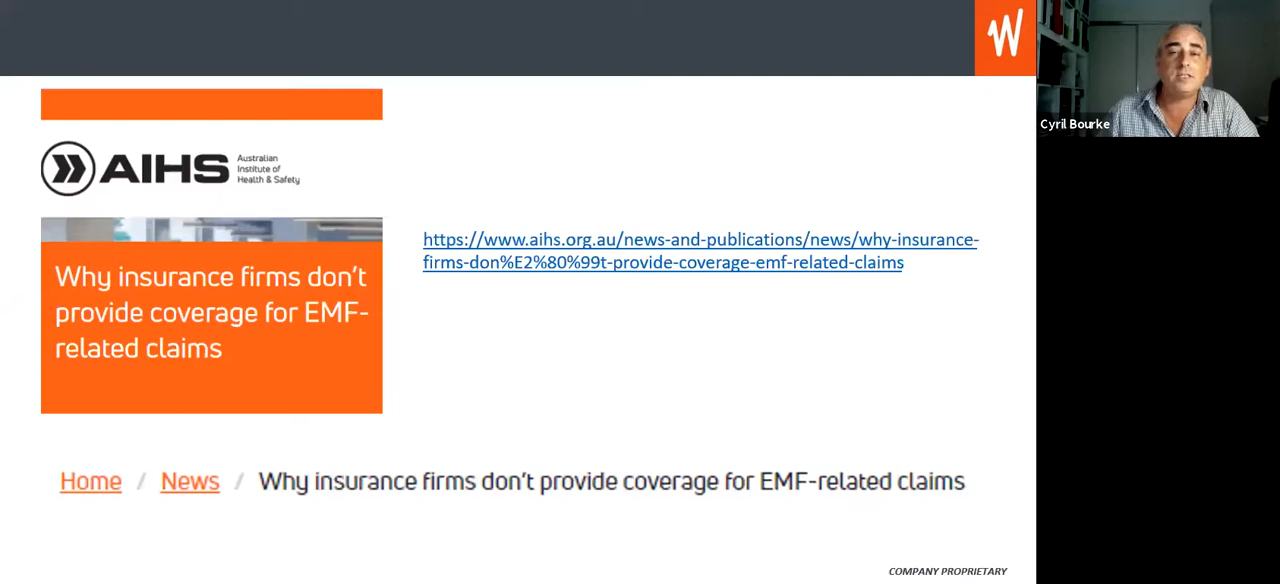 W
Cyril Bourke
AIHS
Australian
Institute of
Health & Safety
https://www.aihs.org.au/news-and-publications/news/why-insurance-
firms-don%E2%80%99t-provide-coverage-emf-related-claims
Why insurance firms don’t
provide coverage for EMF-
related claims
Home / News / Why insurance firms don’t provide coverage for EMF-related claims
COMPANY PROPRIETARY